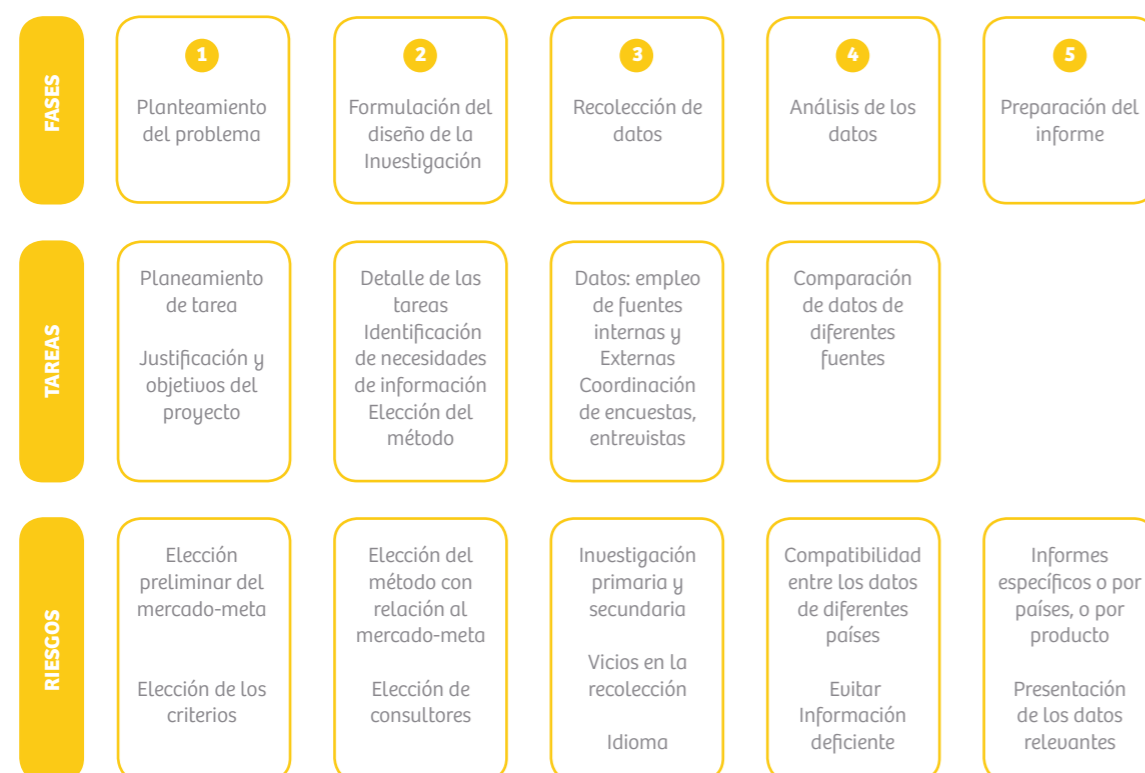 FASES
1
Planteamiento
del problema
2
Formulación del
diseño de la
Investigación
3
Recolección de
datos
4
Análisis de los
datos
5
Preparación del
informe
TAREAS
Planeamiento
de tarea
Justificación y
objetivos del
proyecto
Detalle de las
tareas
Identificación
de necesidades
de información
Elección del
método
Datos: empleo
de fuentes
internas y
Externas
Coordinación
de encuestas,
entrevistas
Comparación
de datos de
diferentes
fuentes
RIESGOS
Elección
preliminar del
mercado-meta
Elección de los
criterios
Elección del
método con
relación al
mercado-meta
Elección de
consultores
Investigación
primaria y
secundaria
Vicios en la
recolección
Idioma
Compatibilidad
entre los datos
de diferentes
países
Evitar
Información
deficiente
Informes
específicos o por
países, o por
producto
Presentación
de los datos
relevantes